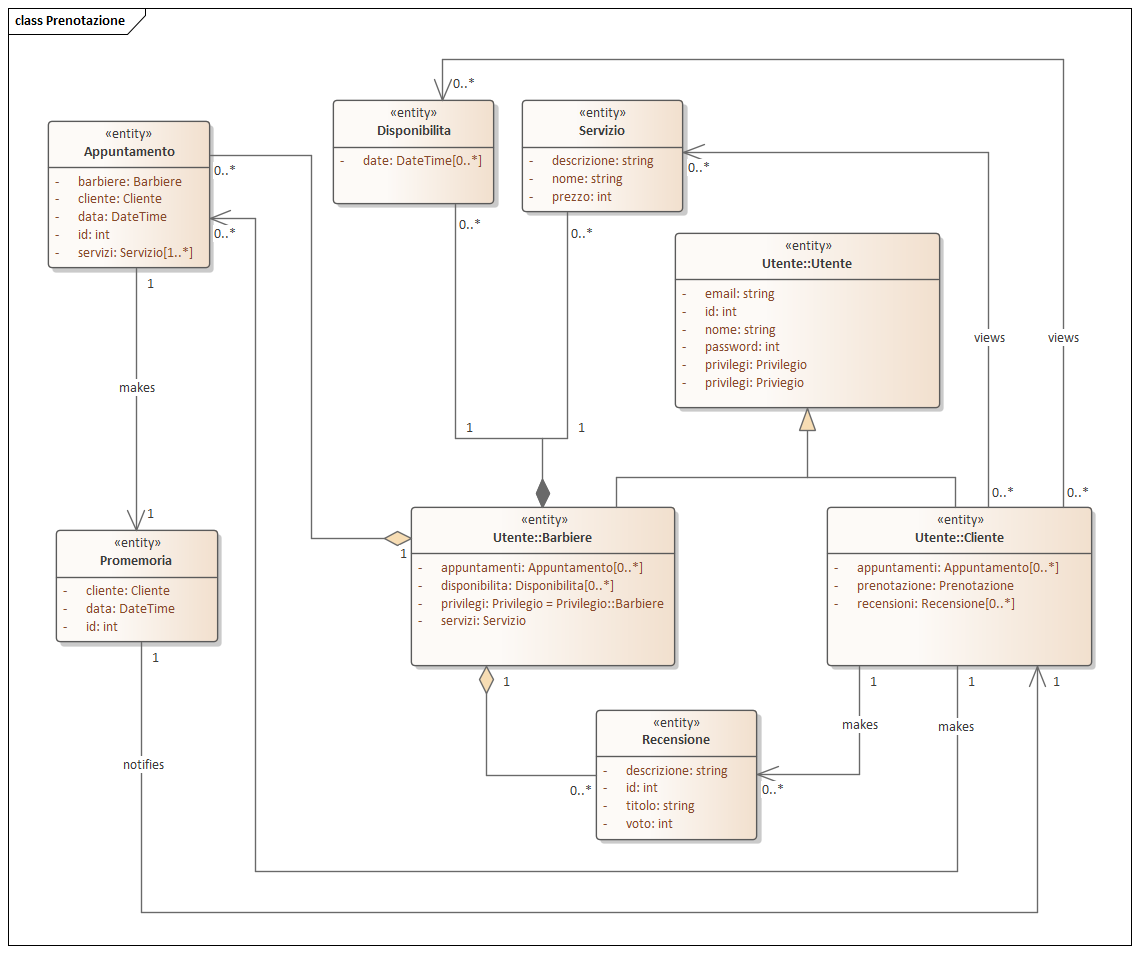 class Prenotazione
«entity»
Appuntamento
- barbiere: Barbiere
- cliente: Cliente
- data: DateTime
- id: int
- servizi: Servizio[1..*]
«entity»
Disponibilita
- date: DateTime[0..*]
«entity»
Servizio
- descrizione: string
- nome: string
- prezzo: int
«entity»
Utente::Utente
- email: string
- id: int
- nome: string
- password: int
- privilegi: Privilegio
- privilegi: Priviegio
0..*
0..*
0..*
0..*
0..*
0..*
1
makes
1
1
1
views
views
0..*
0..*
«entity»
Promemoria
- cliente: Cliente
- data: DateTime
- id: int
«entity»
Utente::Barbiere
- appuntamenti: Appuntamento[0..*]
- disponibilita: Disponibilita[0..*]
- privilegi: Privilegio = Privilegio::Barbiere
- servizi: Servizio
«entity»
Utente::Cliente
- appuntamenti: Appuntamento[0..*]
- prenotazione: Prenotazione
- recensioni: Recensione[0..*]
1
1
1
1
1
1
makes
makes
notifies
«entity»
Recensione
- descrizione: string
- id: int
- titolo: string
- voto: int
0..*
0..*